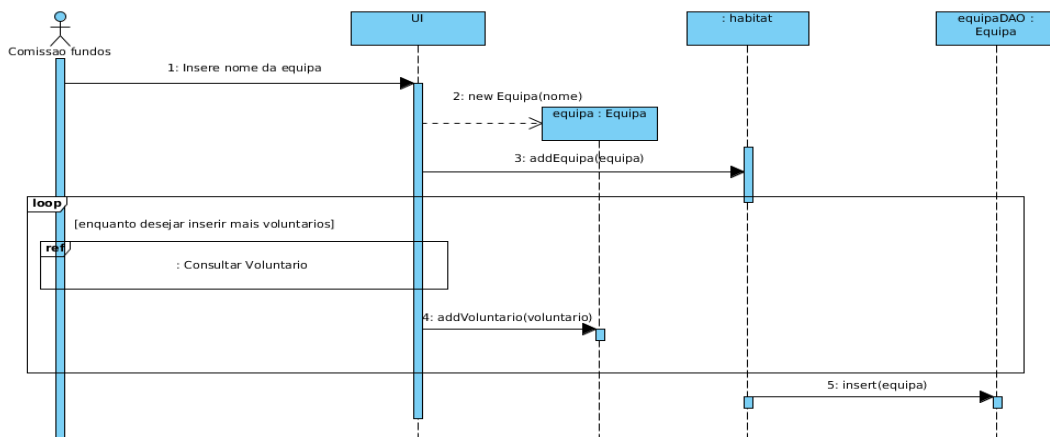 UI
: habitat
equipaDAO :
Equipa
Comissao fundos
1: Insere nome da equipa
2: new Equipa(nome)
equipa : Equipa
3: addEquipa(equipa)
loop
[enquanto desejar inserir mais voluntarios]
ref
: Consultar Voluntario
4: addVoluntario(voluntario)
5: insert(equipa)